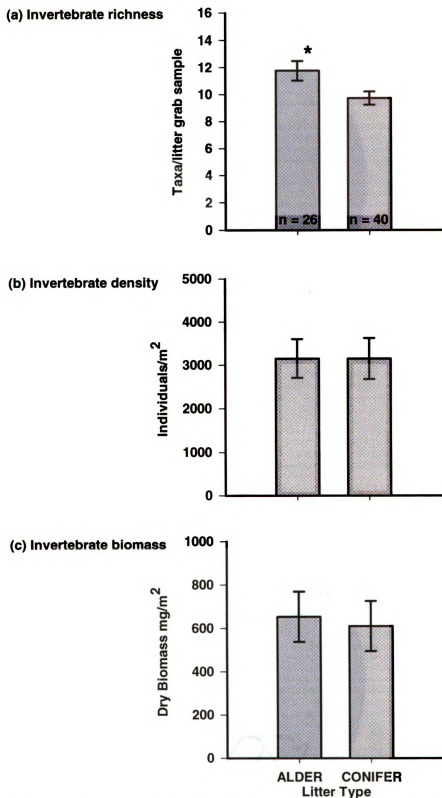 (a) Invertebrate richness
Taxa/litter grab sample
16
14
12
10
8
6
4
2
0
*
n = 26
n = 40
(b) Invertebrate density
Individuals/m²
5000
4000
3000
2000
1000
0
(c) Invertebrate biomass
Dry Biomass mg/m²
1000
800
600
400
200
0
ALDER CONIFER
Litter Type